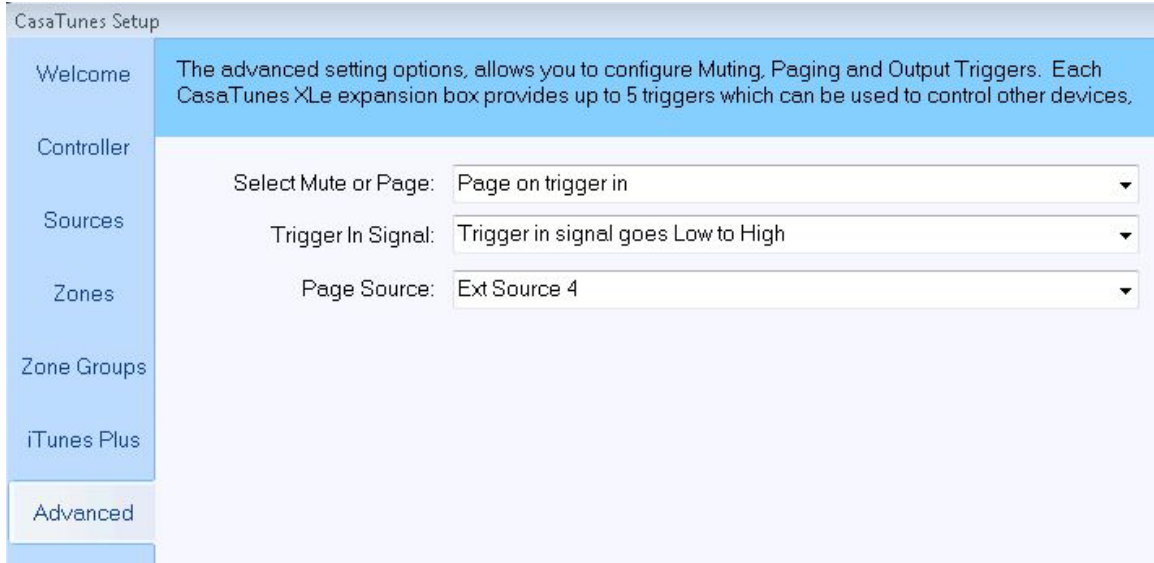 CasaTunes Setup
Welcome
The advanced setting options, allows you to configure Muting, Paging and Output Triggers. Each
CasaTunes XLe expansion box provides up to 5 triggers which can be used to control other devices,
Controller
Select Mute or Page: Page on trigger in
Sources
Trigger In Signal: Trigger in signal goes Low to High
Zones
Page Source: Ext Source 4
Zone Groups
iTunes Plus
Advanced